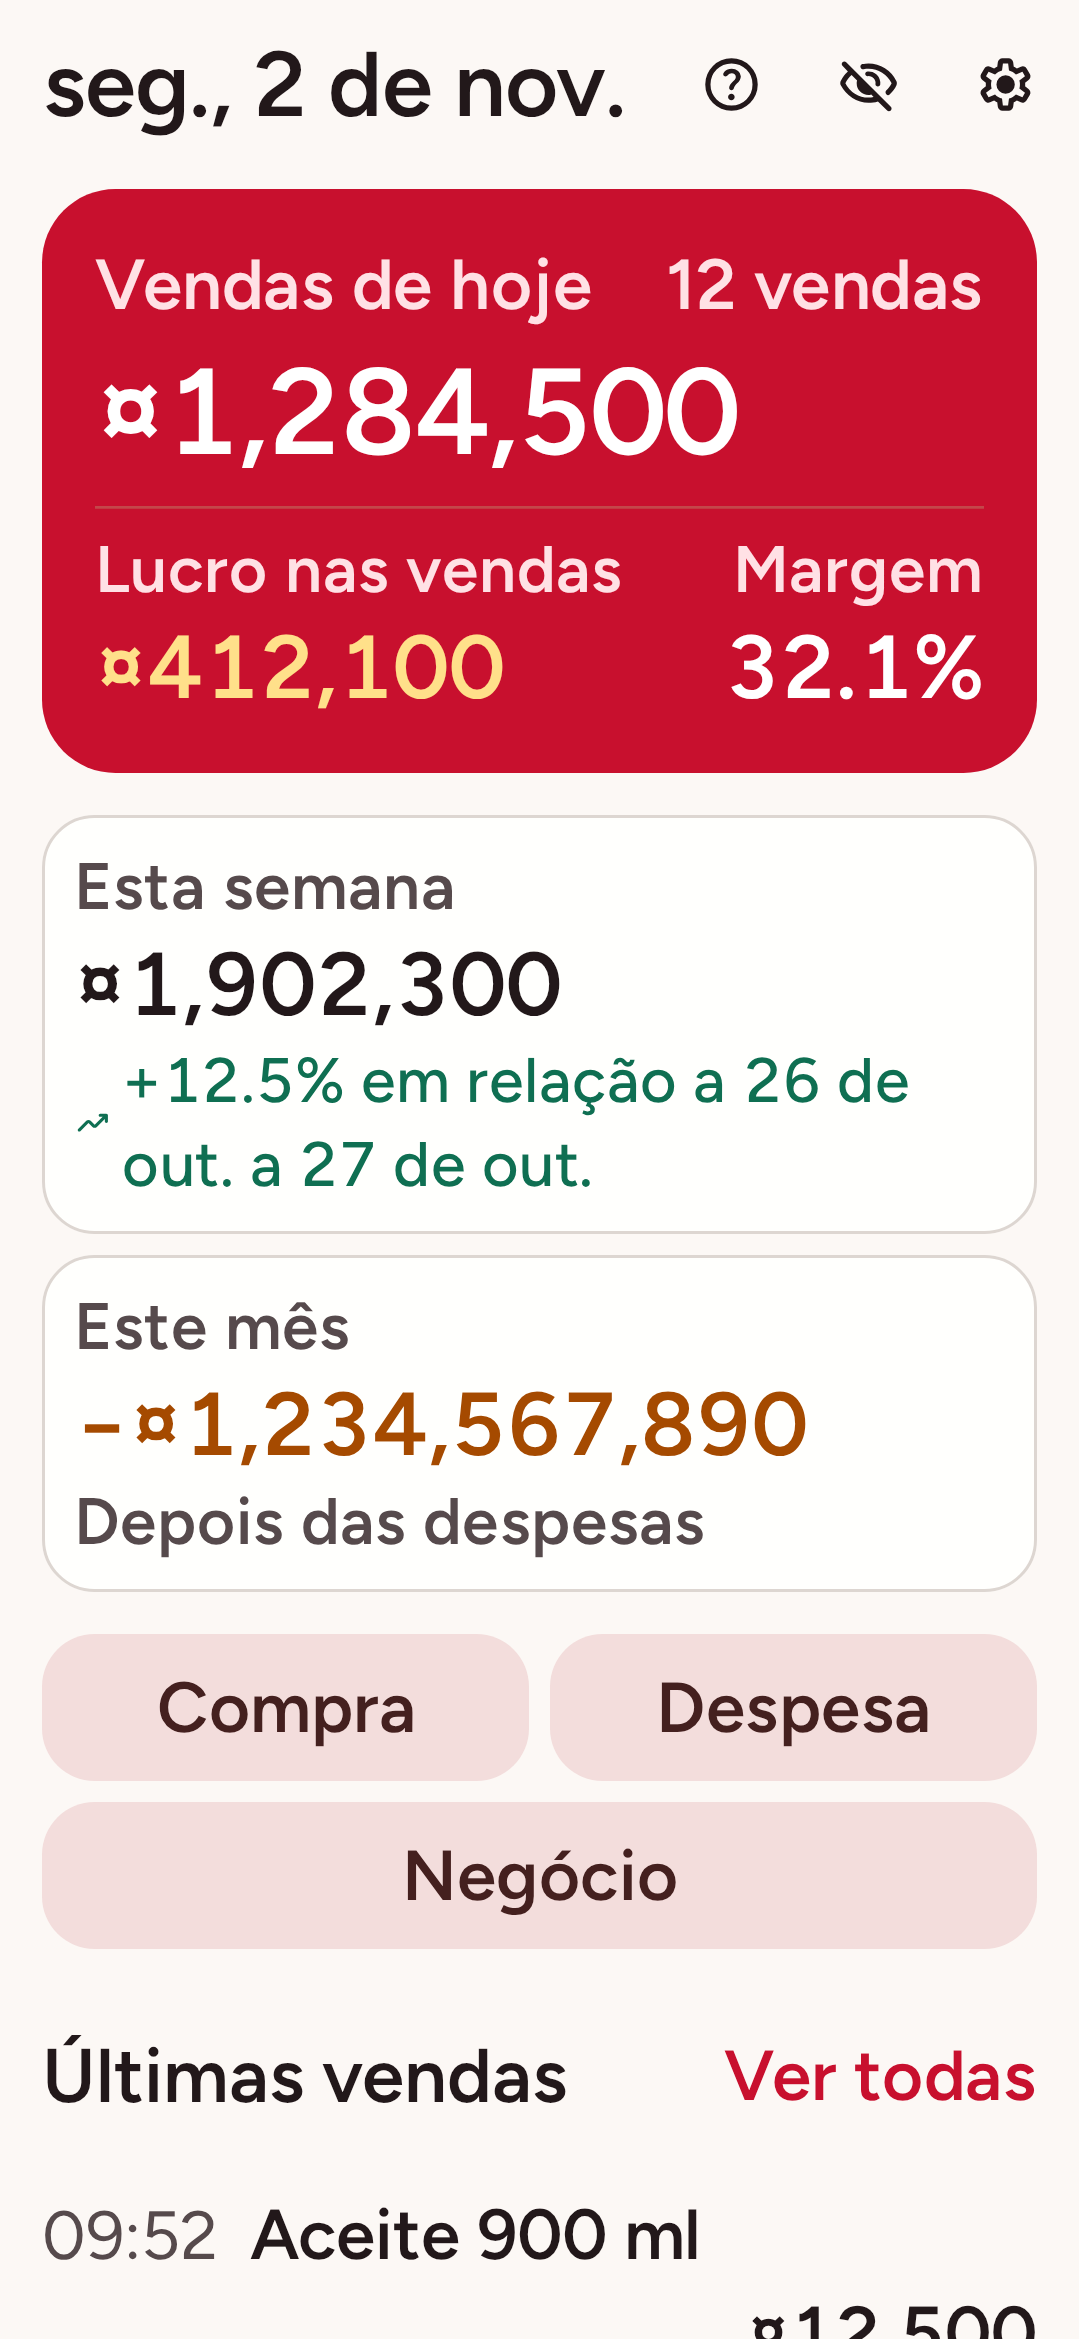 seg., 2 de nov.
Vendas de hoje 12 vendas
¤1,284,500
Lucro nas vendas Margem
¤412,100 32.1%
Esta semana
¤1,902,300
+12.5% em relação a 26 de
out. a 27 de out.
Este mês
-¤1,234,567,890
Depois das despesas
Compra Despesa
Negócio
Últimas vendas Ver todas
09:52 Aceite 900 ml
¤12,500